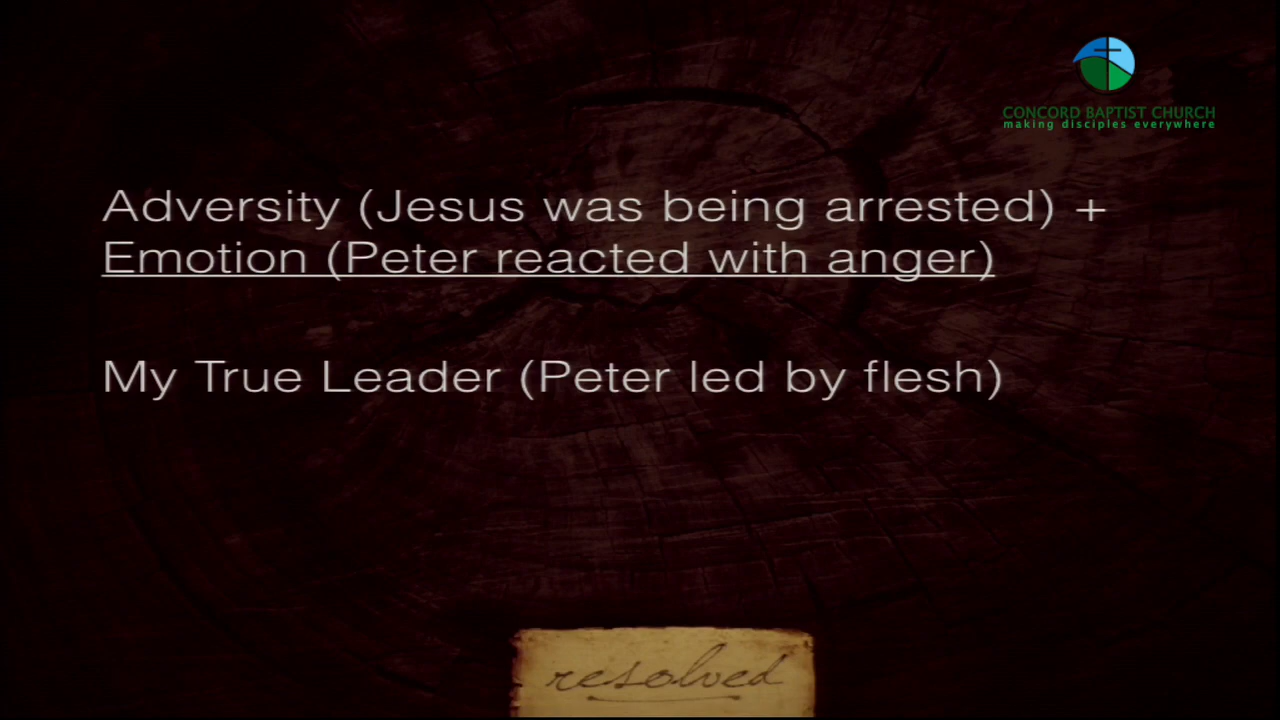 CONCORD BAPTIST CHURCH
making disciples everywhere
Adversity (Jesus was being arrested) +
Emotion (Peter reacted with anger)
My True Leader (Peter led by flesh)
resolved